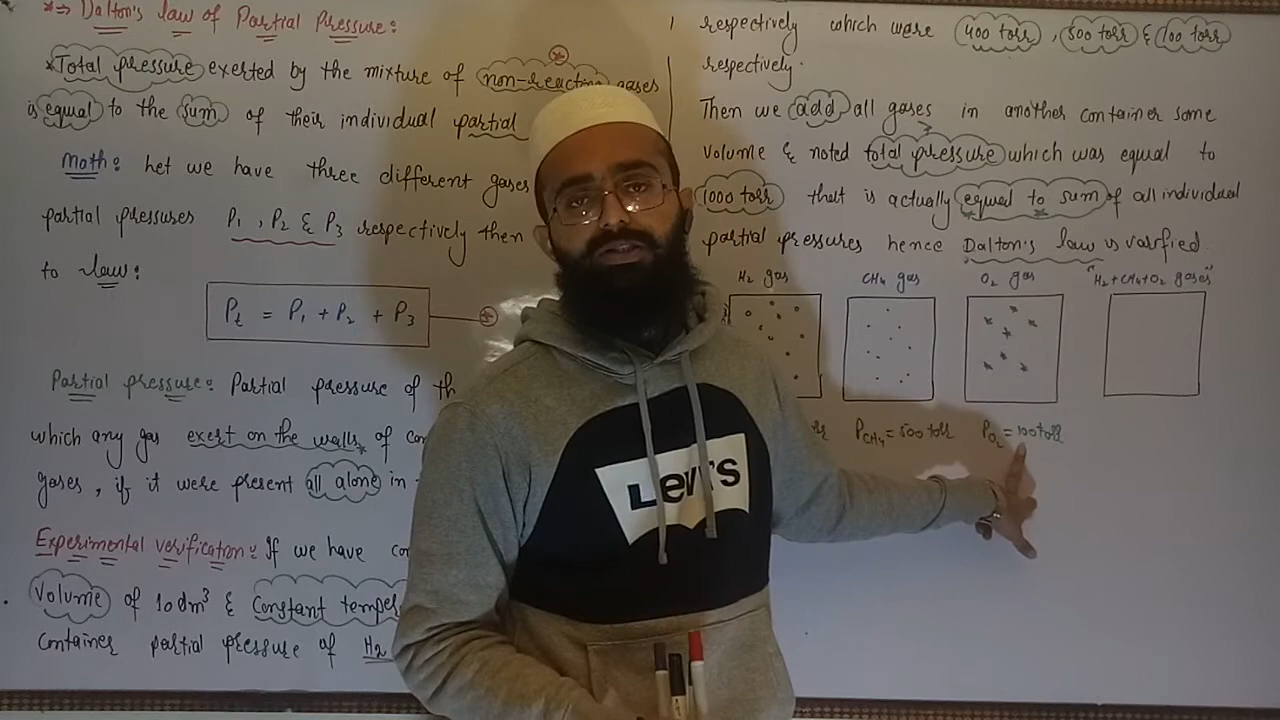 *⇒ Dalton's law of Partial Pressure:
*Total pressure exerted by the mixture of non-reacting gases
is equal to the sum of their individual partial
Math: Let we have three different gases
partial pressures P₁, P₂ & P₃ respectively then
to law:
Pₜ = P₁ + P₂ + P₃
Partial pressure: Partial pressure of
which any gas exert on the walls of
gases, if it were present all alone in
Experimental verification: If we have
Volume of 10dm³ & Constant
container partial pressure of H₂
respectively which were 400 torr, 500 torr & 100 torr
respectively.
Then we add all gases in another container same
volume & noted total pressure which was equal to
1000 torr that is actually equal to sum of all individual
partial pressures hence Dalton's law is varified.
H₂ gas
CH₄ gas
O₂ gas
"H₂+CH₄+O₂ gases"
P_CH₄ = 500 torr
P_O₂ = 100 torr
Levi's